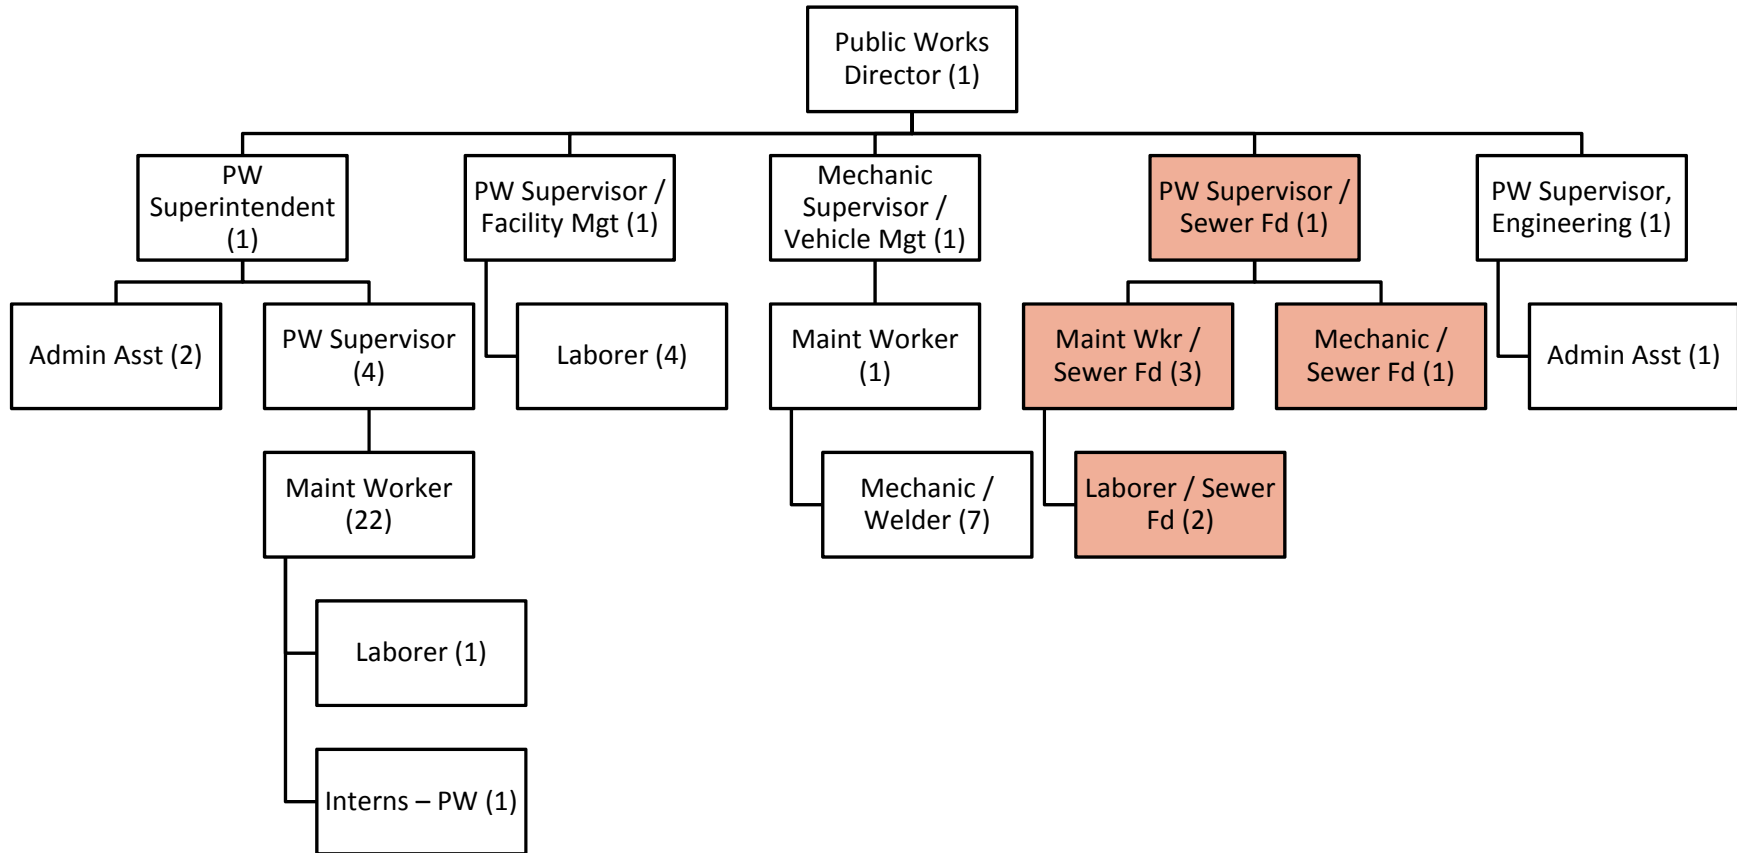 Public Works
Director (1)
PW
Superintendent
(1)
PW Supervisor /
Facility Mgt (1)
Mechanic
Supervisor /
Vehicle Mgt (1)
PW Supervisor /
Sewer Fd (1)
PW Supervisor,
Engineering (1)
Admin Asst (2)
PW Supervisor
(4)
Laborer (4)
Maint Worker
(1)
Maint Wkr /
Sewer Fd (3)
Mechanic /
Sewer Fd (1)
Admin Asst (1)
Maint Worker
(22)
Mechanic /
Welder (7)
Laborer / Sewer
Fd (2)
Laborer (1)
Interns – PW (1)